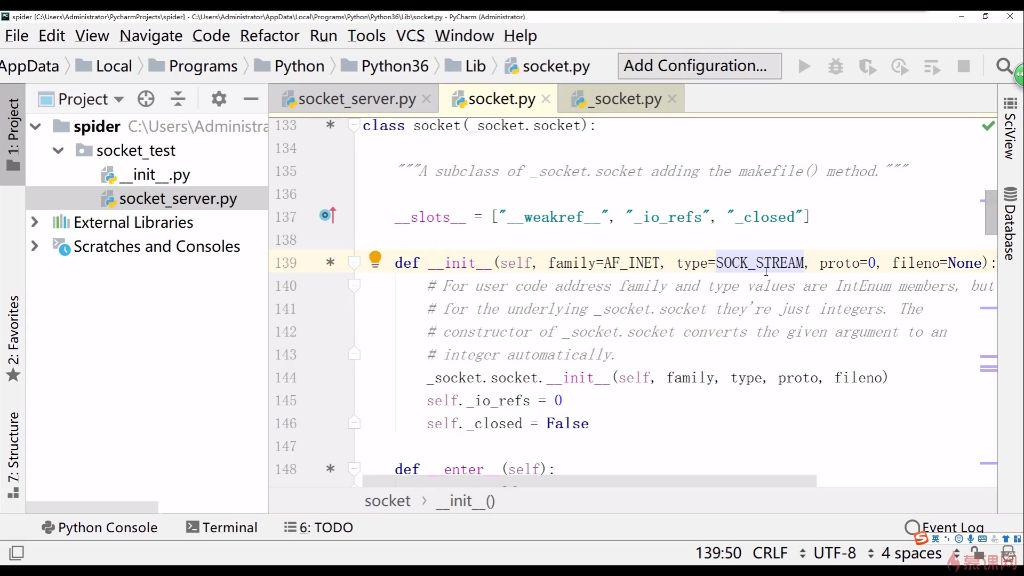 spider [C:\Users\Administrator\PycharmProjects\spider] - C:\Users\Administrator\AppData\Local\Programs\Python\Python36\Lib\socket.py - PyCharm (Administrator)
File Edit View Navigate Code Refactor Run Tools VCS Window Help
AppData Local Programs Python Python36 Lib socket.py Add Configuration...
Project socket_server.py socket.py _socket.py
1: Project
2: Favorites
7: Structure
spider C:\Users\Administra
socket_test
__init__.py
socket_server.py
External Libraries
Scratches and Consoles
133 * class socket(_socket.socket):
134
135 """A subclass of _socket.socket adding the makefile() method."""
136
137 __slots__ = ["__weakref__", "_io_refs", "_closed"]
138
139 * def __init__(self, family=AF_INET, type=SOCK_STREAM, proto=0, fileno=None):
140 # For user code address family and type values are IntEnum members, but
141 # for the underlying _socket.socket they're just integers. The
142 # constructor of _socket.socket converts the given argument to an
143 # integer automatically.
144 _socket.socket.__init__(self, family, type, proto, fileno)
145 self._io_refs = 0
146 self._closed = False
147
148 * def __enter__(self):
SciView
Database
socket › __init__()
Python Console Terminal 6: TODO Event Log
139:50 CRLF UTF-8 4 spaces
慕课网